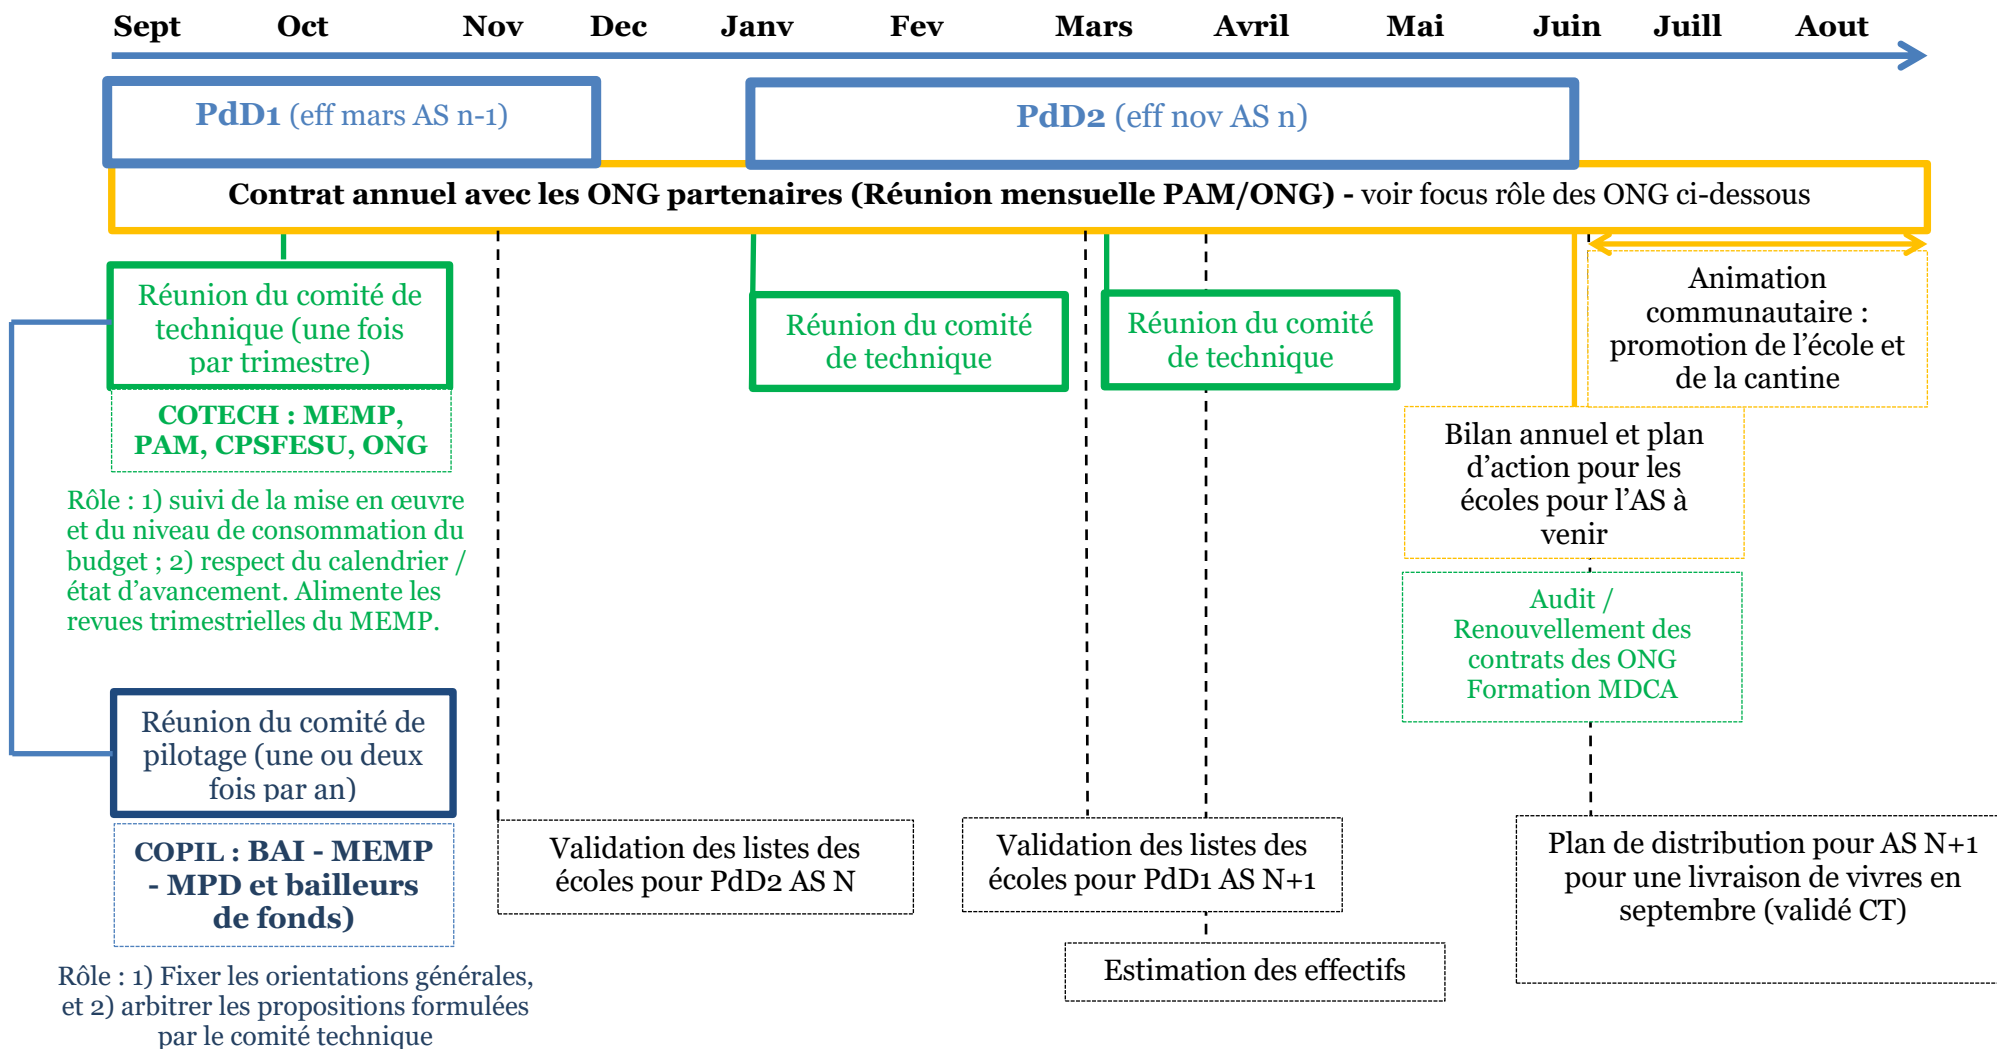 Sept Oct Nov Dec Janv Fev Mars Avril Mai Juin Juill Aout
PdD1 (eff mars AS n-1)
PdD2 (eff nov AS n)
Contrat annuel avec les ONG partenaires (Réunion mensuelle PAM/ONG) - voir focus rôle des ONG ci-dessous
Réunion du comité de
technique (une fois
par trimestre)
COTECH : MEMP,
PAM, CPSFESU, ONG
Rôle : 1) suivi de la mise en œuvre
et du niveau de consommation du
budget ; 2) respect du calendrier /
état d’avancement. Alimente les
revues trimestrielles du MEMP.
Réunion du comité
de technique
Réunion du comité
de technique
Animation
communautaire :
promotion de l’école et
de la cantine
Bilan annuel et plan
d’action pour les
écoles pour l’AS à
venir
Audit /
Renouvellement des
contrats des ONG
Formation MDCA
Réunion du comité de
pilotage (une ou deux
fois par an)
COPIL : BAI - MEMP
- MPD et bailleurs
de fonds)
Rôle : 1) Fixer les orientations générales,
et 2) arbitrer les propositions formulées
par le comité technique
Validation des listes des
écoles pour PdD2 AS N
Validation des listes des
écoles pour PdD1 AS N+1
Estimation des effectifs
Plan de distribution pour AS N+1
pour une livraison de vivres en
septembre (validé CT)